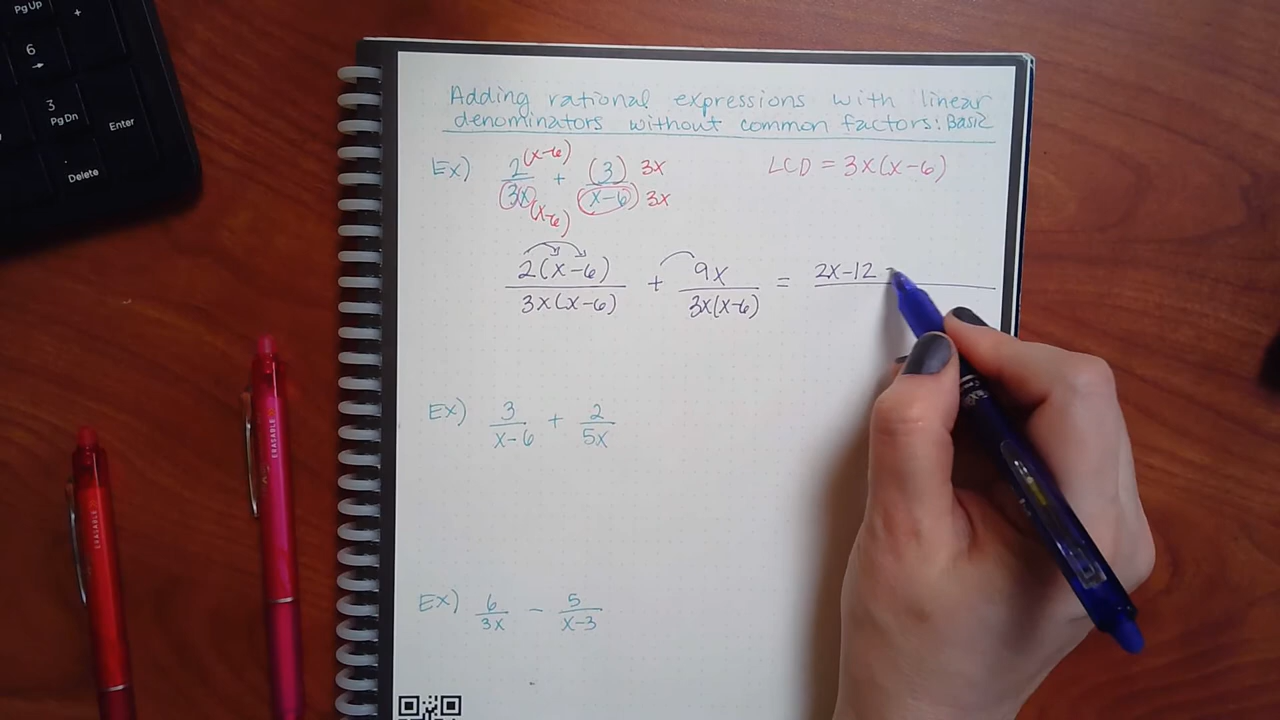 PgUp
+
6
→
3
PgDn
Enter
Delete
Adding rational expressions with linear
denominators without common factors: Basic
Ex) 2(x-6)/3x(x-6) + (3)3x/(x-6)3x LCD = 3x(x-6)
2(x-6)/3x(x-6) + 9x/3x(x-6) = 2x-12
Ex) 3/x-6 + 2/5x
Ex) 6/3x - 5/x-3
ERASABLE
ERASABLE